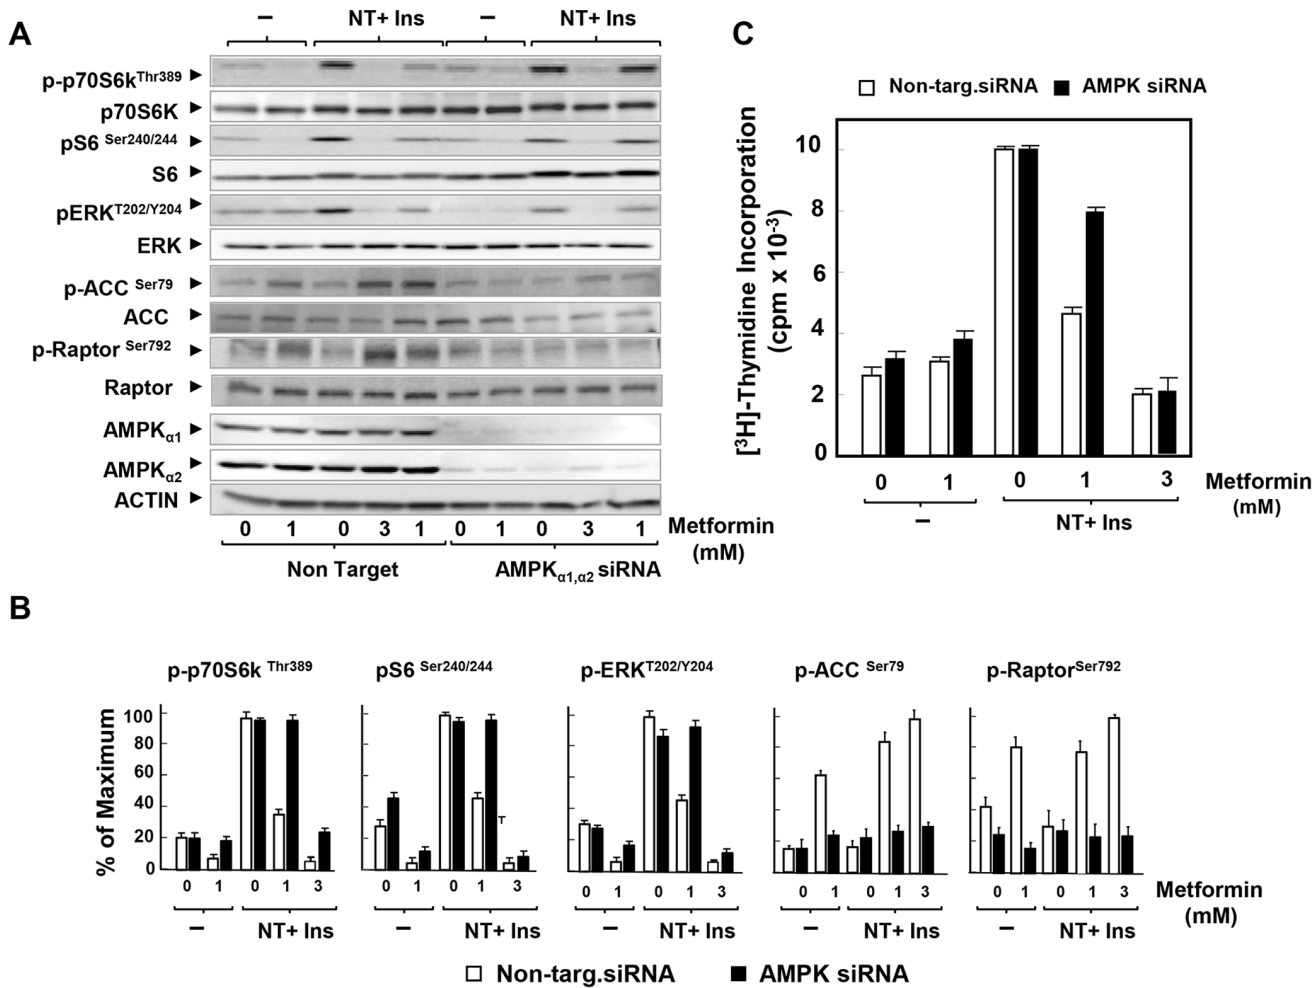 A
– NT+ Ins – NT+ Ins
p-p70S6k Thr389
p70S6K
pS6 Ser240/244
S6
pERK T202/Y204
ERK
p-ACC Ser79
ACC
p-Raptor Ser792
Raptor
AMPKα1
AMPKα2
ACTIN
0 1 0 3 1 0 1 0 3 1 Metformin
(mM)
Non Target AMPKα1,α2 siRNA
C
Non-targ.siRNA AMPK siRNA
[³H]-Thymidine Incorporation
(cpm x 10⁻³)
10
8
6
4
2
0
0 1 0 1 3 Metformin
(mM)
– NT+ Ins
B
p-p70S6k Thr389 pS6 Ser240/244 p-ERK T202/Y204 p-ACC Ser79 p-Raptor Ser792
% of Maximum
100
80
60
40
20
0
0 1 0 1 3 0 1 0 1 3 0 1 0 1 3 0 1 0 1 3 0 1 0 1 3 Metformin
(mM)
– NT+ Ins – NT+ Ins – NT+ Ins – NT+ Ins – NT+ Ins
Non-targ.siRNA AMPK siRNA